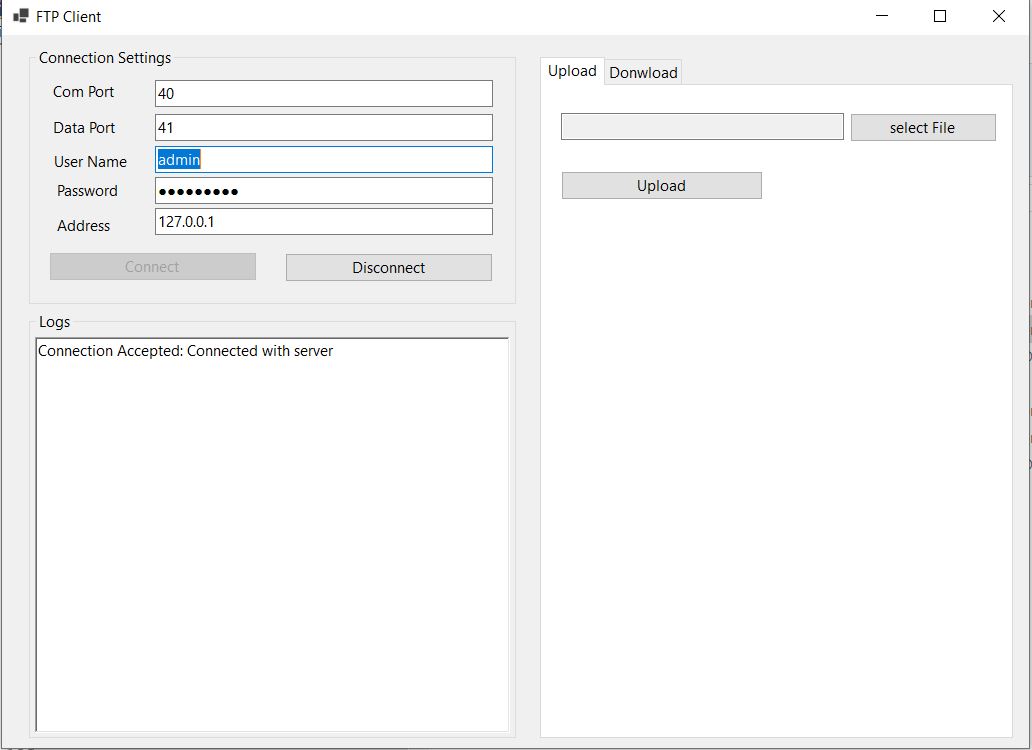 FTP Client
Connection Settings
Com Port 40
Data Port 41
User Name admin
Password ●●●●●●●●●
Address 127.0.0.1
Connect Disconnect
Logs
Connection Accepted: Connected with server
Upload Donwload
select File
Upload